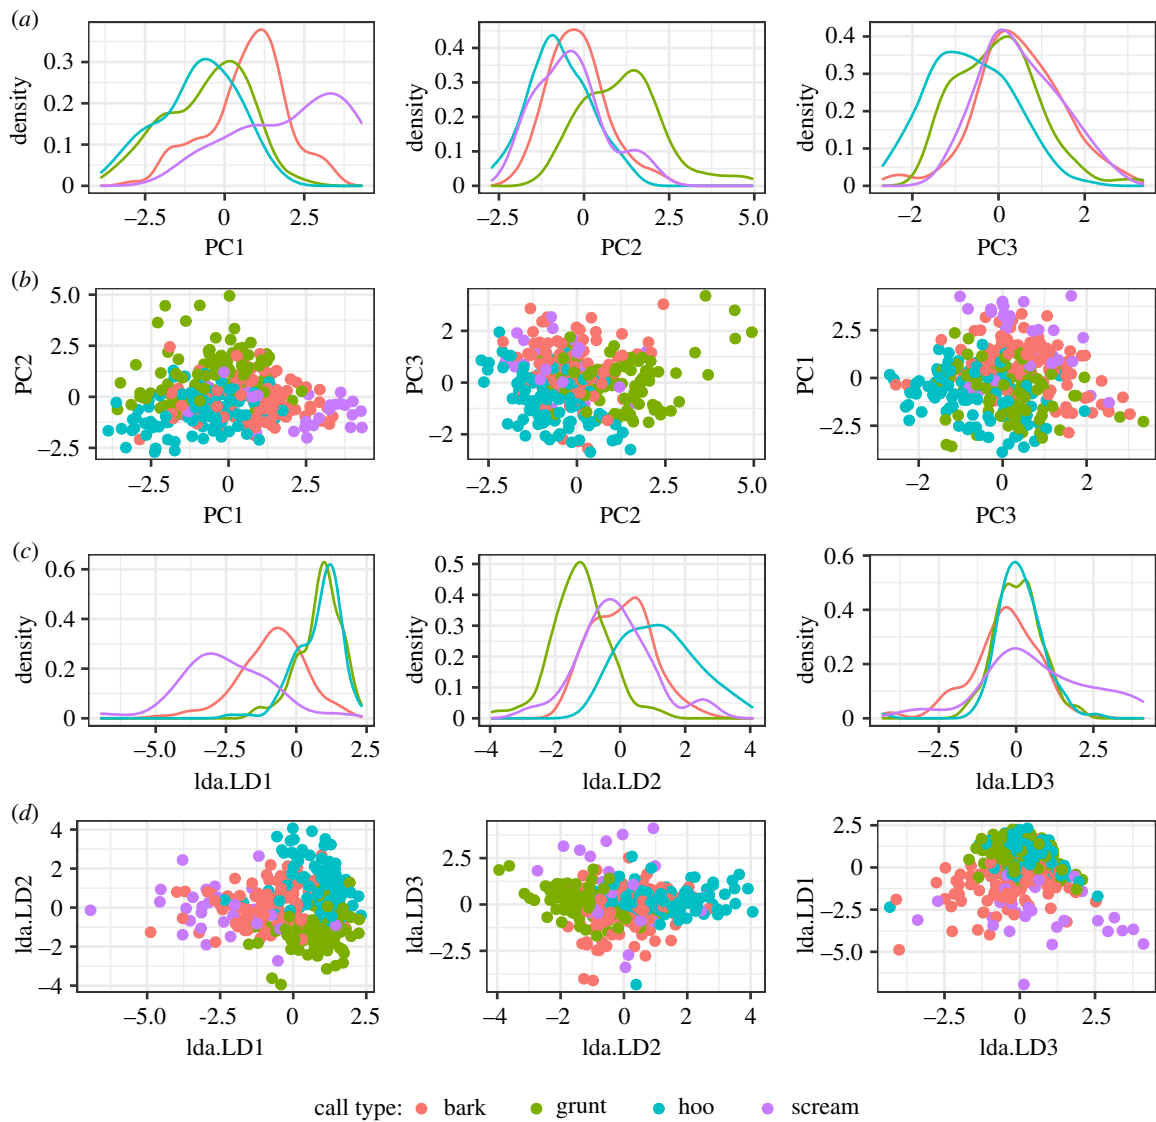 (a)
density
0.3
0.2
0.1
0
–2.5 0 2.5
PC1
density
0.4
0.3
0.2
0.1
0
–2.5 0 2.5 5.0
PC2
density
0.4
0.3
0.2
0.1
0
–2 0 2
PC3
(b)
PC2
5.0
2.5
0
–2.5
–2.5 0 2.5
PC1
PC3
2
0
–2
–2.5 0 2.5 5.0
PC2
PC1
2.5
0
–2.5
–2 0 2
PC3
(c)
density
0.6
0.4
0.2
0
–5.0 –2.5 0 2.5
lda.LD1
density
0.5
0.4
0.3
0.2
0.1
0
–4 –2 0 2 4
lda.LD2
density
0.6
0.4
0.2
0
–2.5 0 2.5
lda.LD3
(d)
lda.LD2
4
2
0
–2
–4
–5.0 -2.5 0 2.5
lda.LD1
lda.LD3
2.5
0
–2.5
–4 –2 0 2 4
lda.LD2
lda.LD1
2.5
0
–2.5
–5.0
–2.5 0 2.5
lda.LD3
call type: bark grunt hoo scream